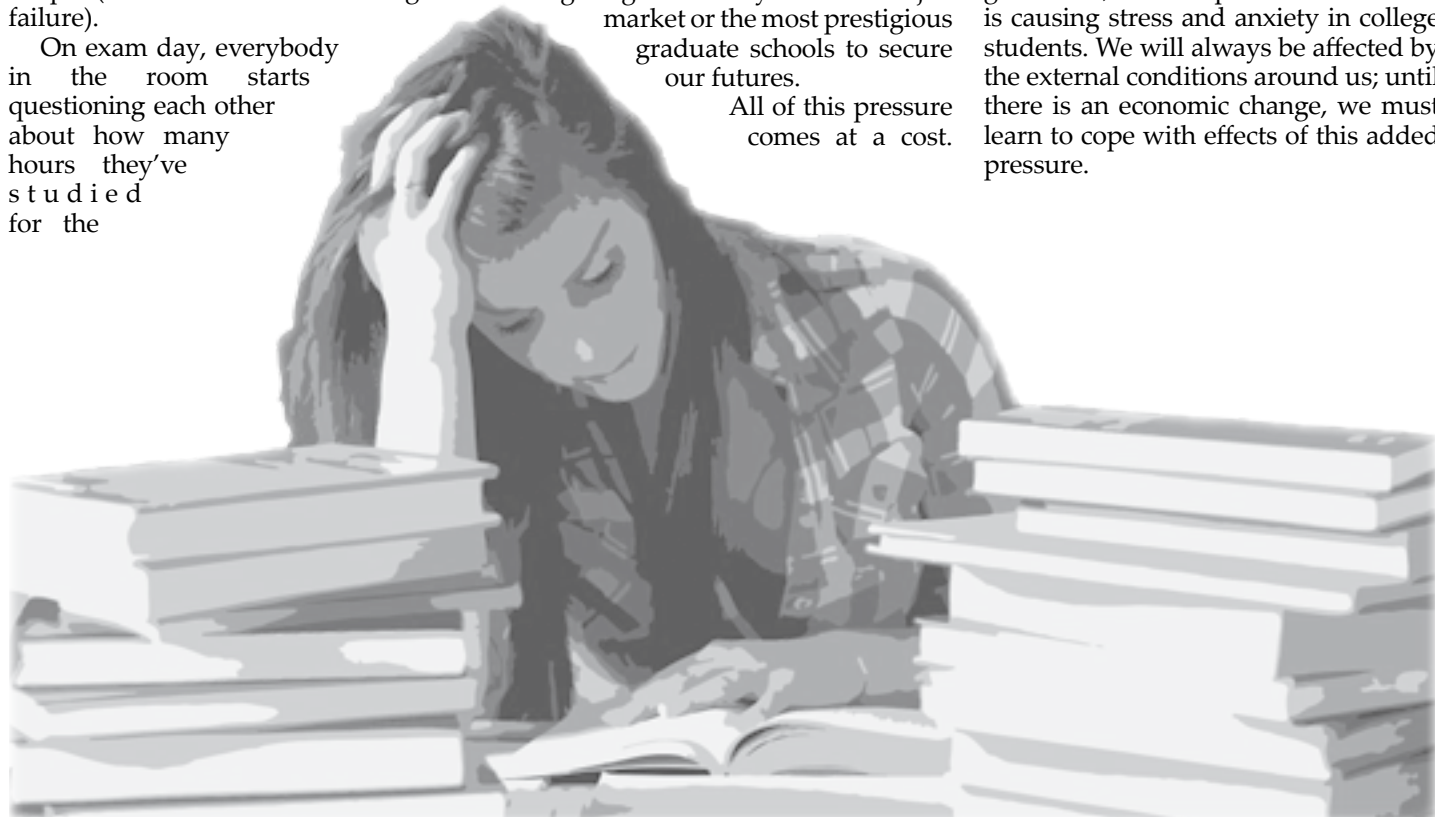 failure).
On exam day, everybody
in the room starts
questioning each other
about how many
hours they've
studied
for the
market or the most prestigious
graduate schools to secure
our futures.
All of this pressure
comes at a cost.
is causing stress and anxiety in college
students. We will always be affected by
the external conditions around us; until
there is an economic change, we must
learn to cope with effects of this added
pressure.